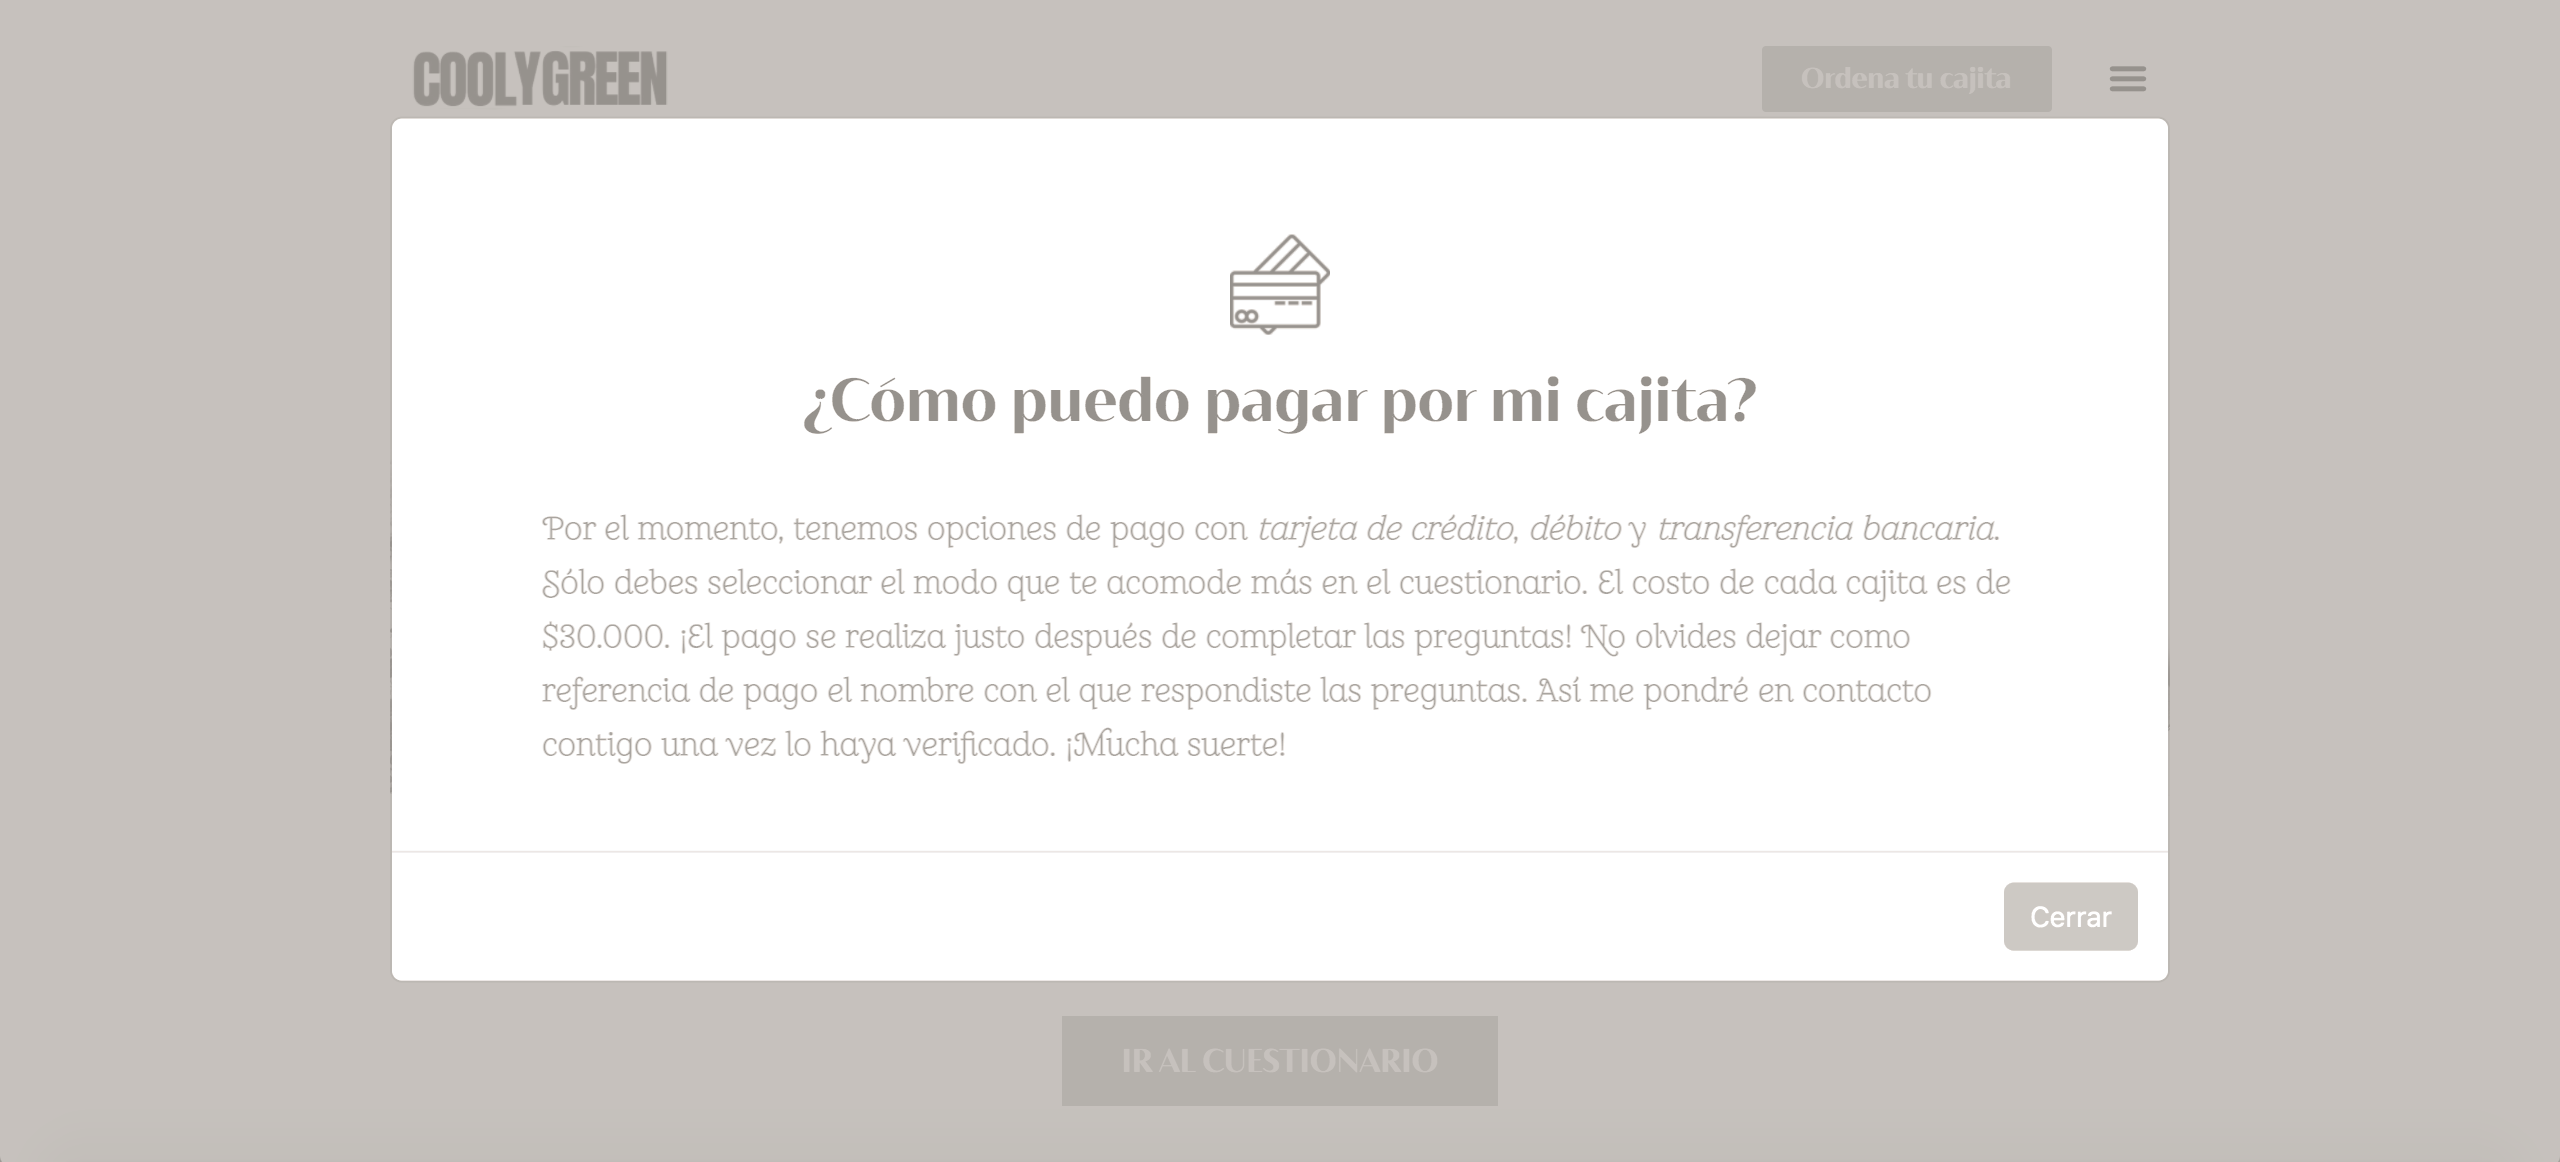 COOLYGREEN
Ordena tu cajita
¿Cómo puedo pagar por mi cajita?
Por el momento, tenemos opciones de pago con tarjeta de crédito, débito y transferencia bancaria.
Sólo debes seleccionar el modo que te acomode más en el cuestionario. El costo de cada cajita es de
$30.000. ¡El pago se realiza justo después de completar las preguntas! No olvides dejar como
referencia de pago el nombre con el que respondiste las preguntas. Así me pondré en contacto
contigo una vez lo haya verificado. ¡Mucha suerte!
Cerrar
IR AL CUESTIONARIO